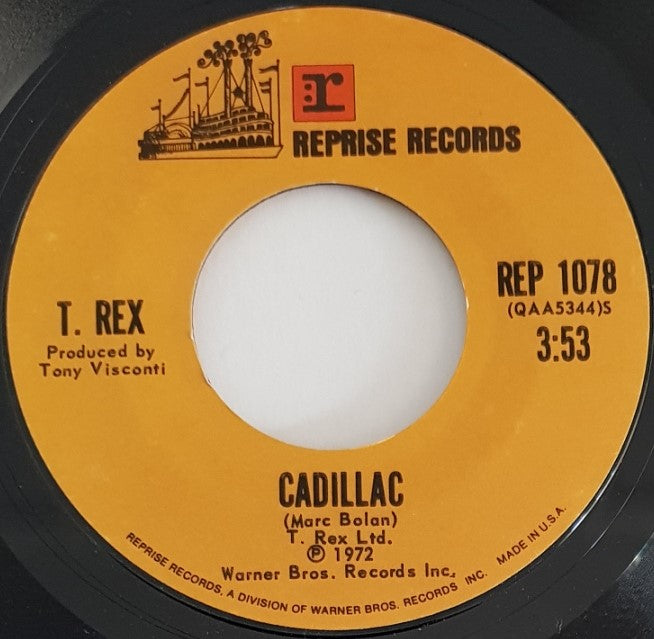 r:
REPRISE RECORDS
T. REX
Produced by
Tony Visconti
REP 1078
(QAA5344)S
3:53
CADILLAC
(Marc Bolan)
T. Rex Ltd.
Ⓟ 1972
Warner Bros. Records Inc.
REPRISE RECORDS, A DIVISION OF WARNER BROS. RECORDS INC. MADE IN U.S.A.